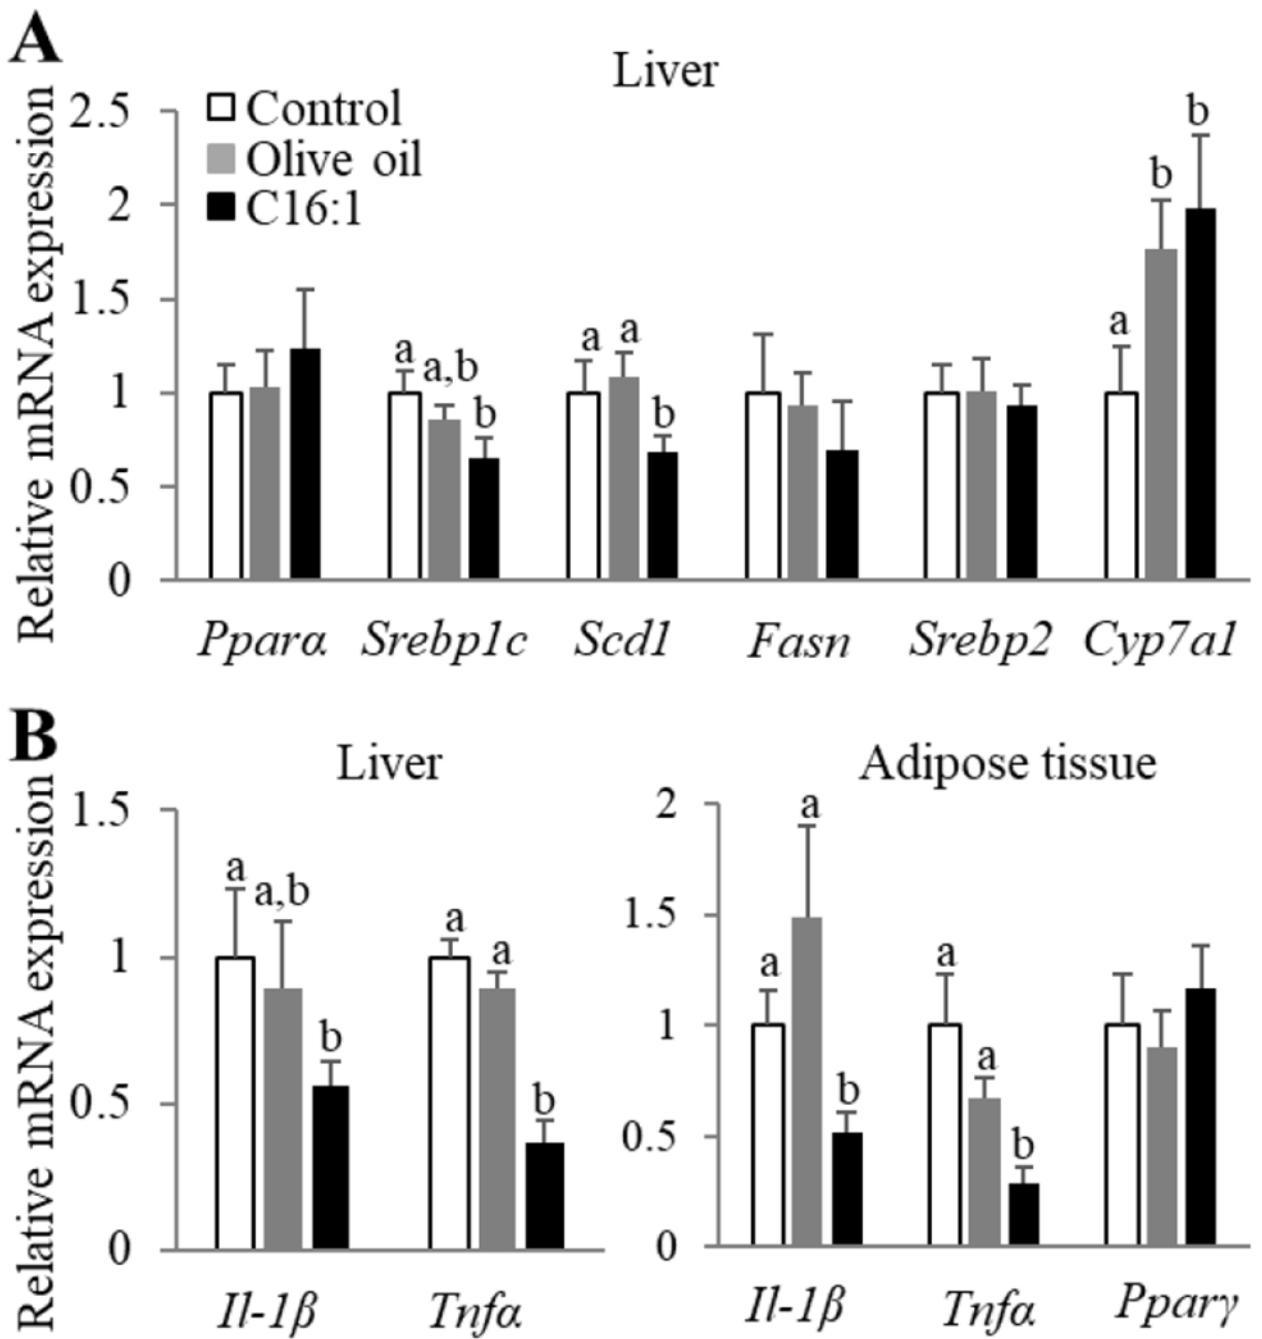 A
Liver
Relative mRNA expression
2.5
2
1.5
1
0.5
0
Control
Olive oil
C16:1
a
a,b
b
a
a
b
a
b
b
Pparα
Srebp1c
Scd1
Fasn
Srebp2
Cyp7a1
B
Liver
Relative mRNA expression
1.5
1
0.5
0
a
a,b
b
a
a
b
Il-1β
Tnfα
Adipose tissue
2
1.5
1
0.5
0
a
a
b
a
a
b
Il-1β
Tnfα
Pparγ